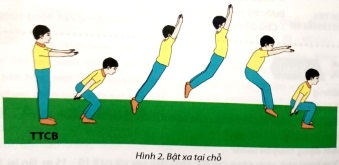 TTCB
Hình 2. Bật xa tại chỗ